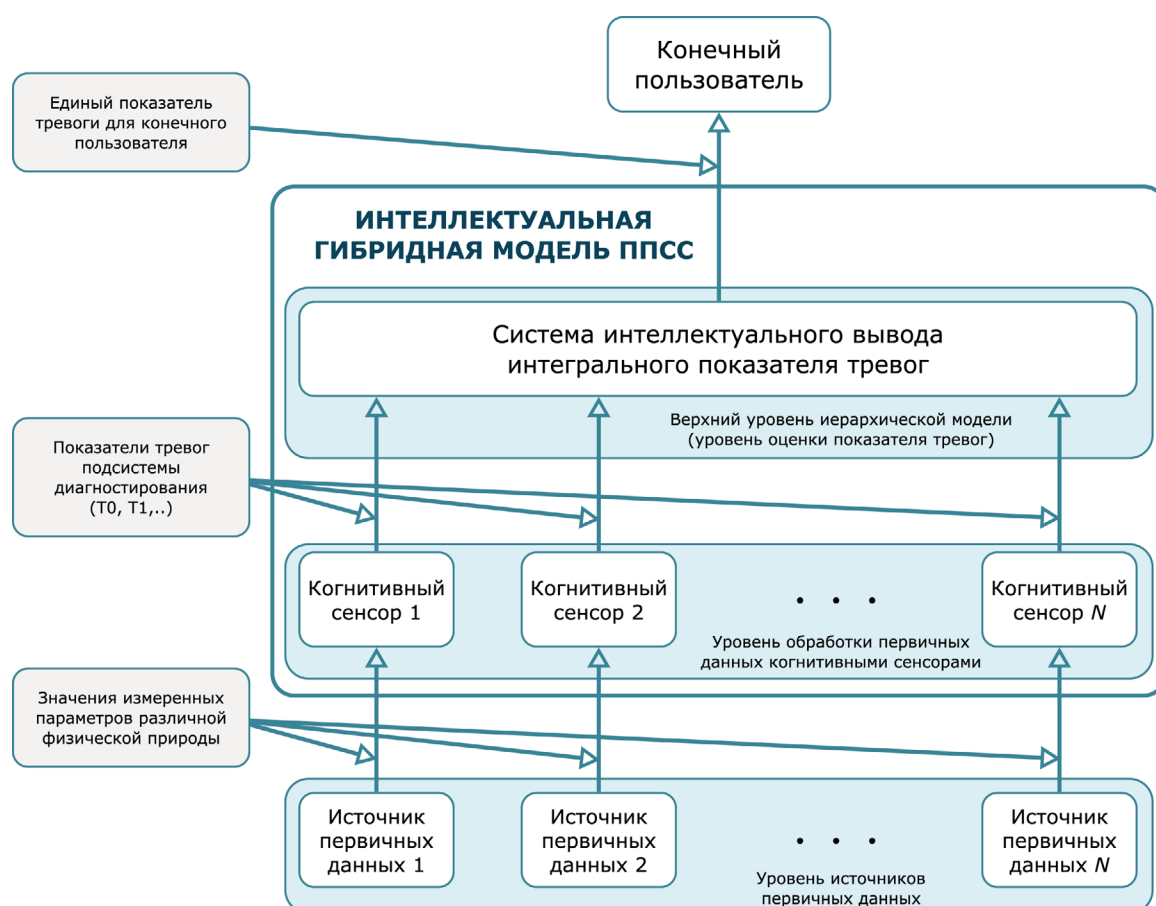 Конечный
пользователь
Единый показатель
тревоги для конечного
пользователя
ИНТЕЛЛЕКТУАЛЬНАЯ
ГИБРИДНАЯ МОДЕЛЬ ППСС
Система интеллектуального вывода
интегрального показателя тревог
Верхний уровень иерархической модели
(уровень оценки показателя тревог)
Показатели тревог
подсистемы
диагностирования
(T0, T1,..)
Когнитивный
сенсор 1
Когнитивный
сенсор 2
• • •
Когнитивный
сенсор N
Уровень обработки первичных
данных когнитивными сенсорами
Значения измеренных
параметров различной
физической природы
Источник
первичных
данных 1
Источник
первичных
данных 2
• • •
Источник
первичных
данных N
Уровень источников
первичных данных